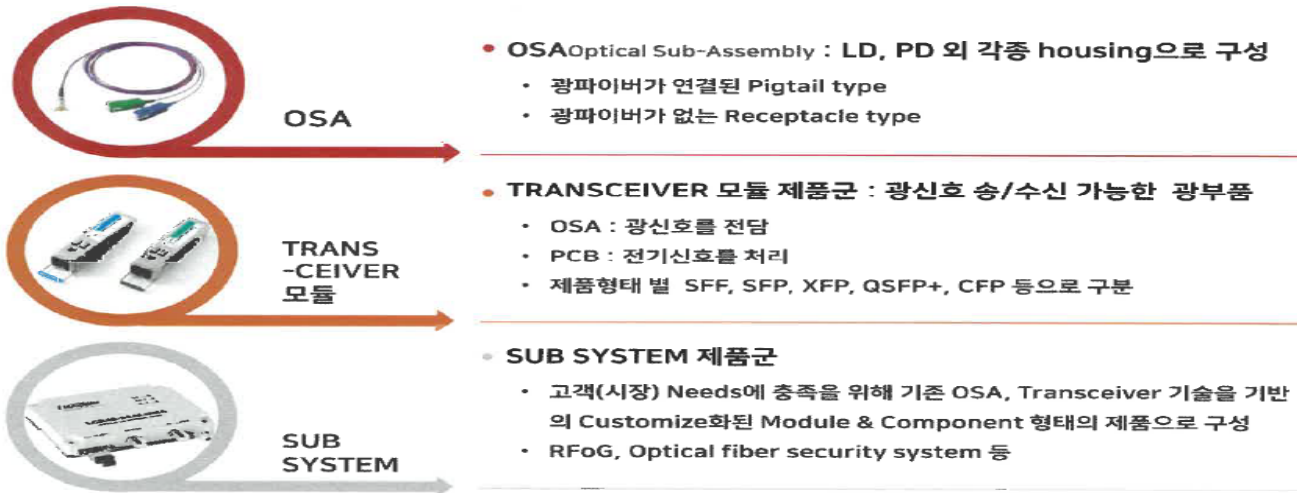 OSA
• OSAOptical Sub-Assembly : LD, PD 외 각종 housing으로 구성
• 광파이버가 연결된 Pigtail type
• 광파이버가 없는 Receptacle type
TRANS
-CEIVER
모듈
• TRANSCEIVER 모듈 제품군 : 광신호 송/수신 가능한 광부품
• OSA : 광신호를 전담
• PCB : 전기신호를 처리
• 제품형태 별 SFF, SFP, XFP, QSFP+, CFP 등으로 구분
SUB
SYSTEM
• SUB SYSTEM 제품군
• 고객(시장) Needs에 충족을 위해 기존 OSA, Transceiver 기술을 기반
의 Customize화된 Module & Component 형태의 제품으로 구성
• RFoG, Optical fiber security system 등